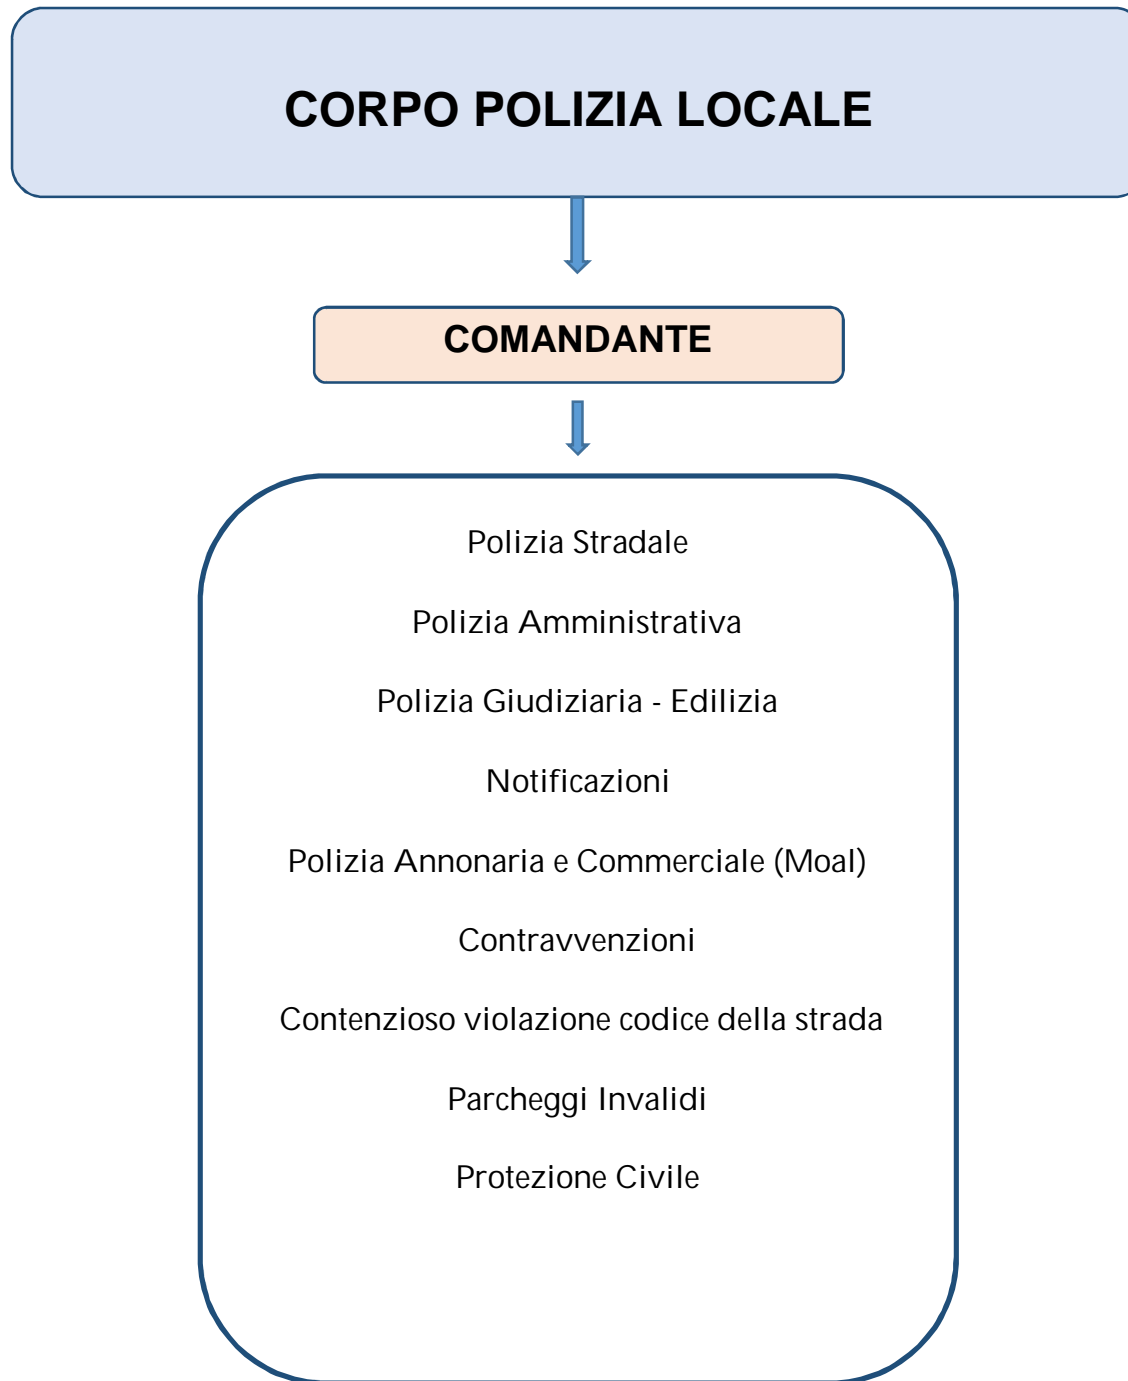 CORPO POLIZIA LOCALE
COMANDANTE
Polizia Stradale
Polizia Amministrativa
Polizia Giudiziaria - Edilizia
Notificazioni
Polizia Annonaria e Commerciale (Moal)
Contravvenzioni
Contenzioso violazione codice della strada
Parcheggi Invalidi
Protezione Civile